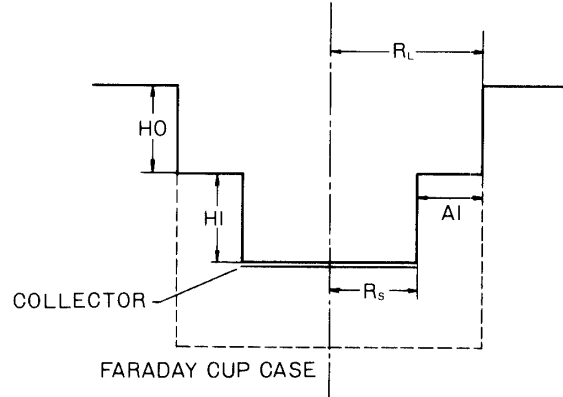 R_L
HO
HI
AI
R_S
COLLECTOR
FARADAY CUP CASE